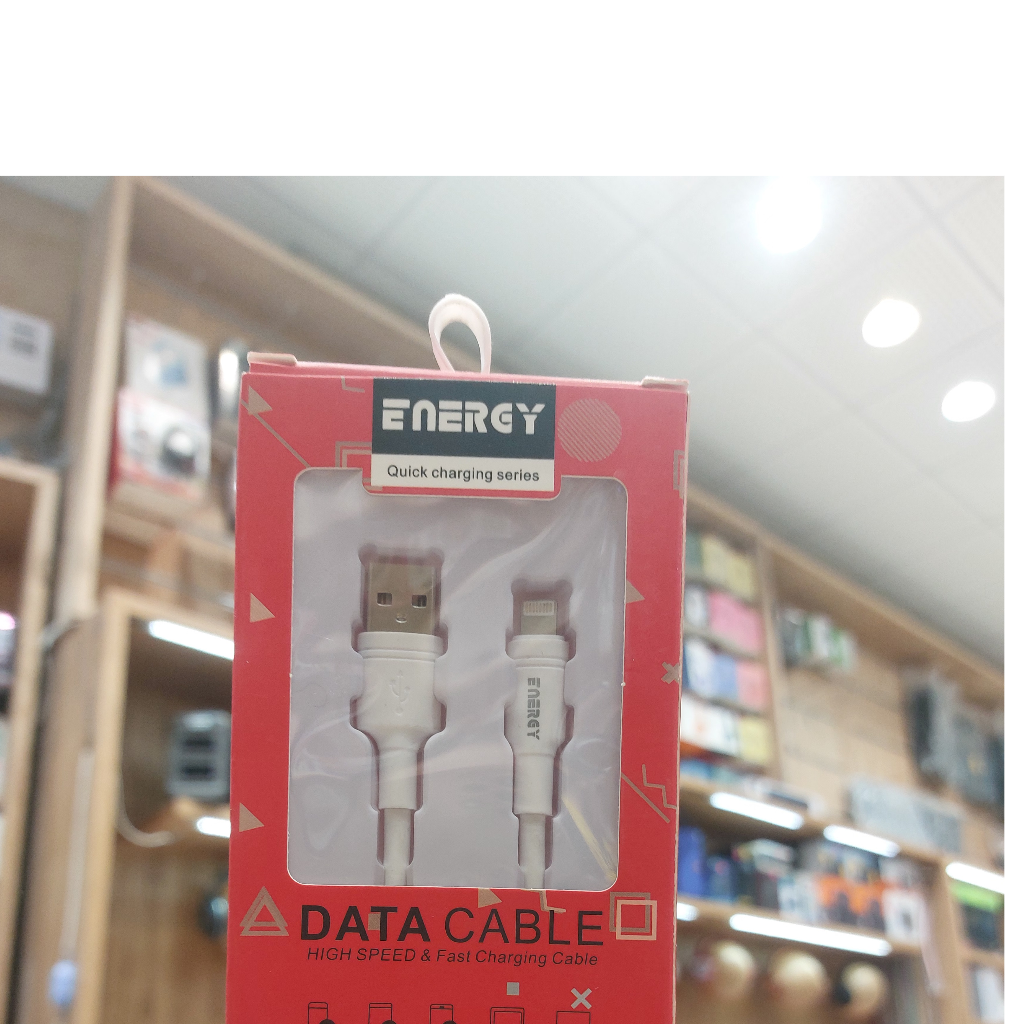 ENERGY
Quick charging series
ENERGY
DATA CABLE
HIGH SPEED & Fast Charging Cable